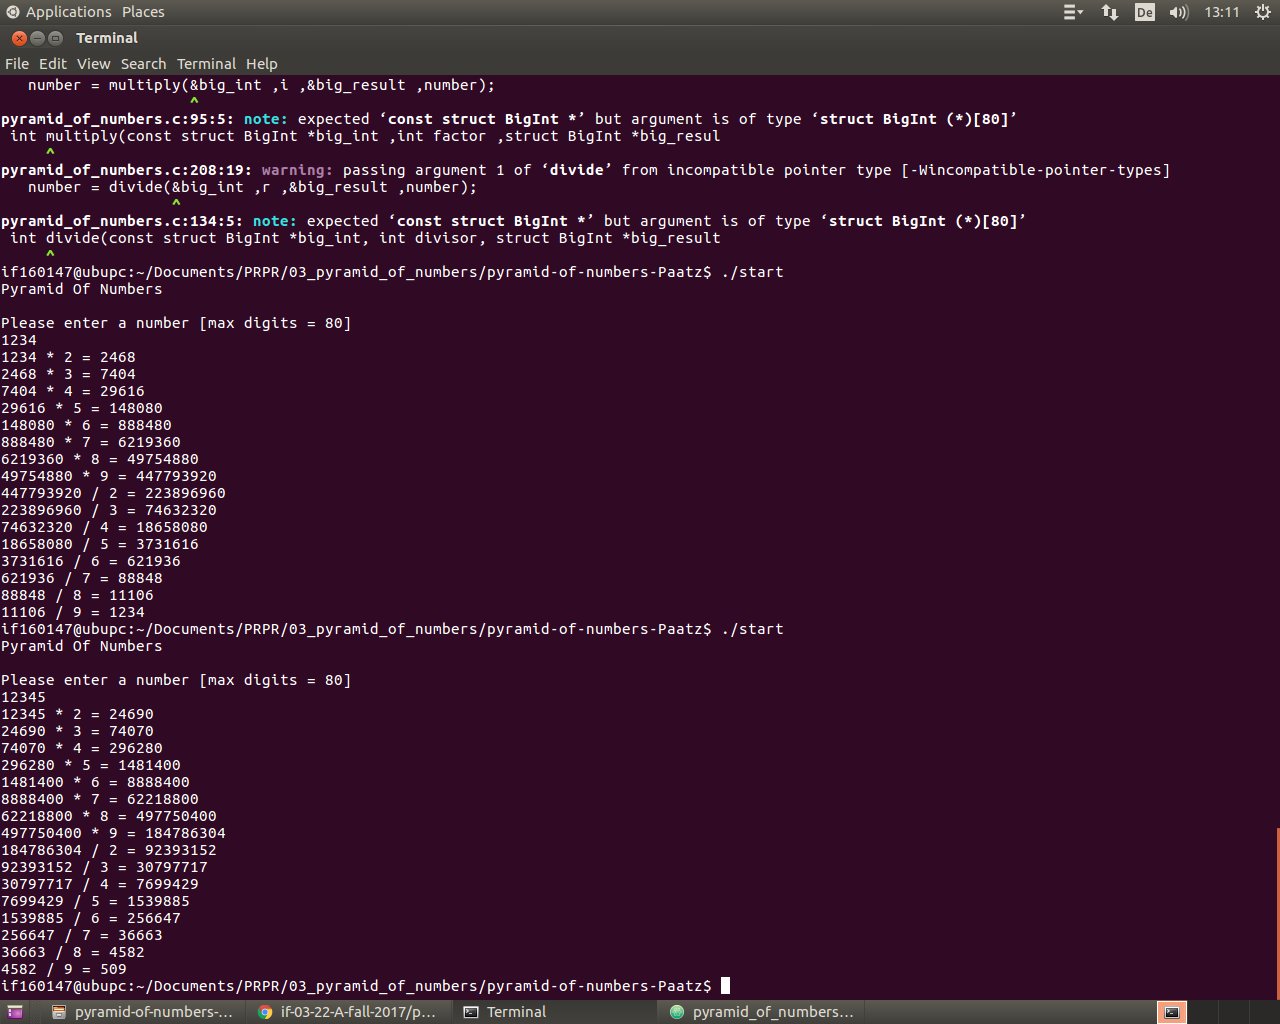 Applications Places
De 13:11
Terminal
File Edit View Search Terminal Help
   number = multiply(&big_int ,i ,&big_result ,number);
                     ^
pyramid_of_numbers.c:95:5: note: expected ‘const struct BigInt *’ but argument is of type ‘struct BigInt (*)[80]’
 int multiply(const struct BigInt *big_int ,int factor ,struct BigInt *big_resul
     ^
pyramid_of_numbers.c:208:19: warning: passing argument 1 of ‘divide’ from incompatible pointer type [-Wincompatible-pointer-types]
   number = divide(&big_int ,r ,&big_result ,number);
                   ^
pyramid_of_numbers.c:134:5: note: expected ‘const struct BigInt *’ but argument is of type ‘struct BigInt (*)[80]’
 int divide(const struct BigInt *big_int, int divisor, struct BigInt *big_result
     ^
if160147@ubupc:~/Documents/PRPR/03_pyramid_of_numbers/pyramid-of-numbers-Paatz$ ./start
Pyramid Of Numbers

Please enter a number [max digits = 80]
1234
1234 * 2 = 2468
2468 * 3 = 7404
7404 * 4 = 29616
29616 * 5 = 148080
148080 * 6 = 888480
888480 * 7 = 6219360
6219360 * 8 = 49754880
49754880 * 9 = 447793920
447793920 / 2 = 223896960
223896960 / 3 = 74632320
74632320 / 4 = 18658080
18658080 / 5 = 3731616
3731616 / 6 = 621936
621936 / 7 = 88848
88848 / 8 = 11106
11106 / 9 = 1234
if160147@ubupc:~/Documents/PRPR/03_pyramid_of_numbers/pyramid-of-numbers-Paatz$ ./start
Pyramid Of Numbers

Please enter a number [max digits = 80]
12345
12345 * 2 = 24690
24690 * 3 = 74070
74070 * 4 = 296280
296280 * 5 = 1481400
1481400 * 6 = 8888400
8888400 * 7 = 62218800
62218800 * 8 = 497750400
497750400 * 9 = 184786304
184786304 / 2 = 92393152
92393152 / 3 = 30797717
30797717 / 4 = 7699429
7699429 / 5 = 1539885
1539885 / 6 = 256647
256647 / 7 = 36663
36663 / 8 = 4582
4582 / 9 = 509
if160147@ubupc:~/Documents/PRPR/03_pyramid_of_numbers/pyramid-of-numbers-Paatz$
pyramid-of-numbers-... if-03-22-A-fall-2017/p... Terminal pyramid_of_numbers...